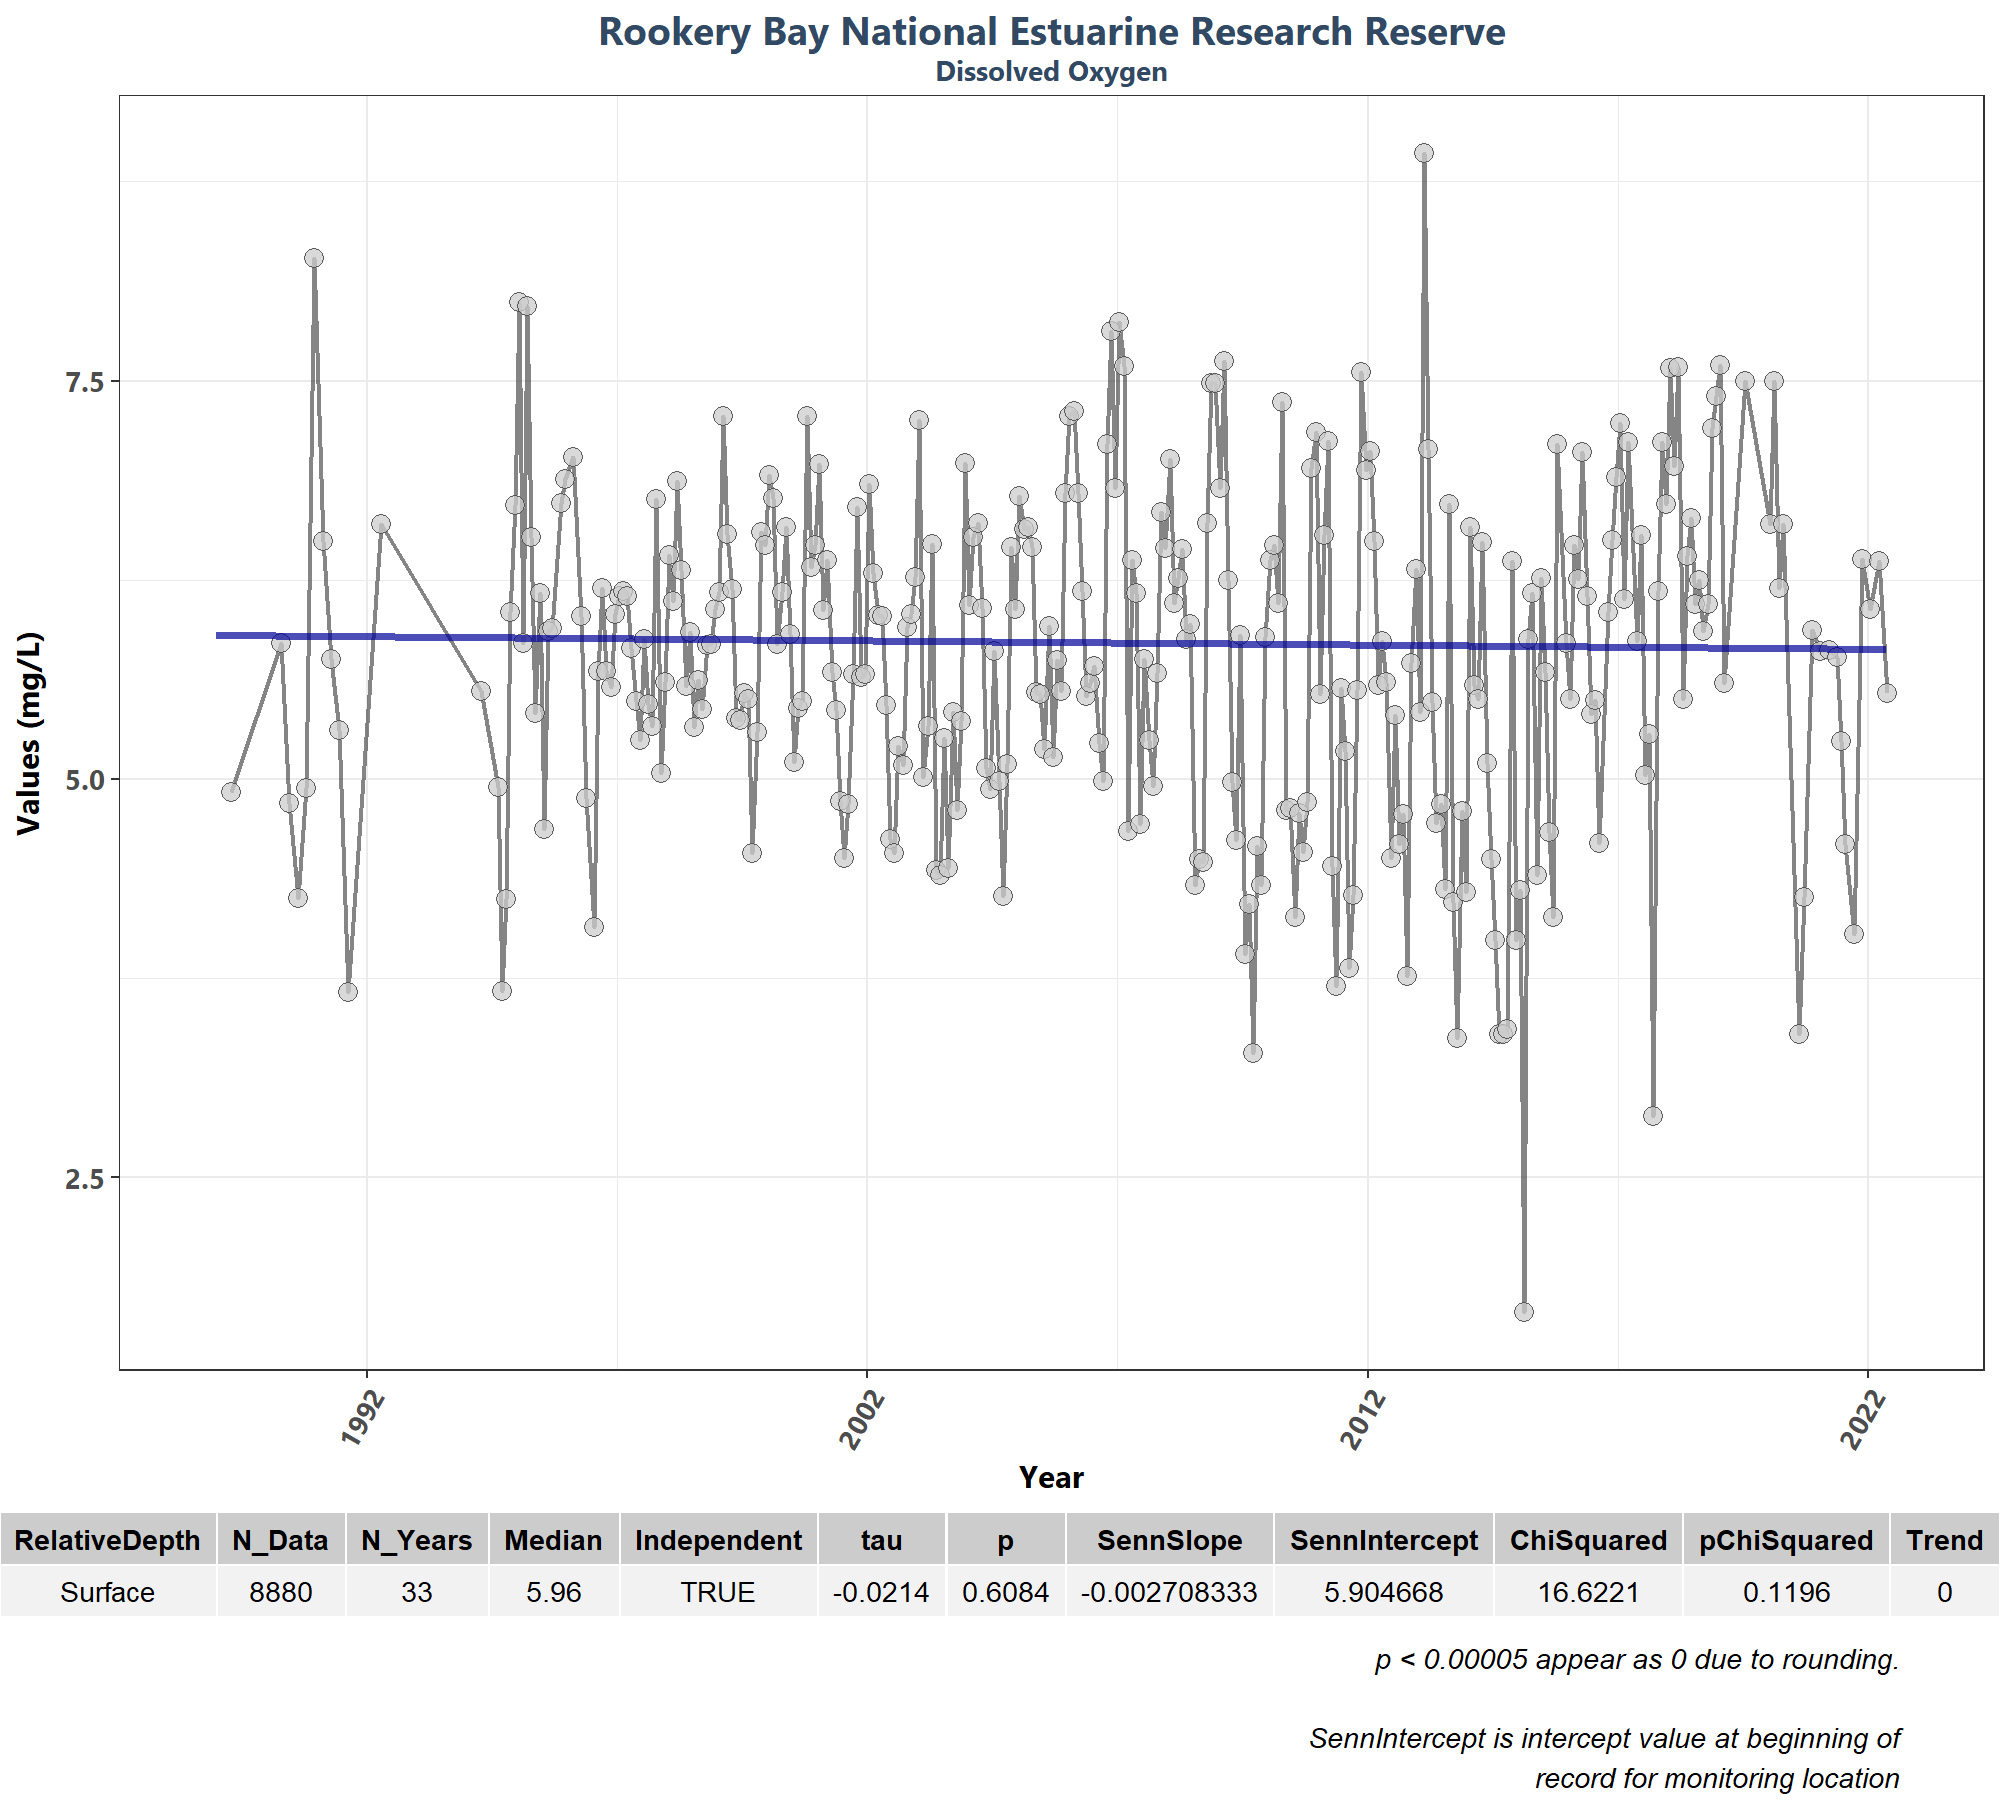 Rookery Bay National Estuarine Research Reserve
Dissolved Oxygen
Values (mg/L)
7.5
5.0
2.5
1992
2002
2012
2022
Year
RelativeDepth N_Data N_Years Median Independent tau p SennSlope SennIntercept ChiSquared pChiSquared Trend
Surface 8880 33 5.96 TRUE -0.0214 0.6084 -0.002708333 5.904668 16.6221 0.1196 0
p < 0.00005 appear as 0 due to rounding.
SennIntercept is intercept value at beginning of
record for monitoring location